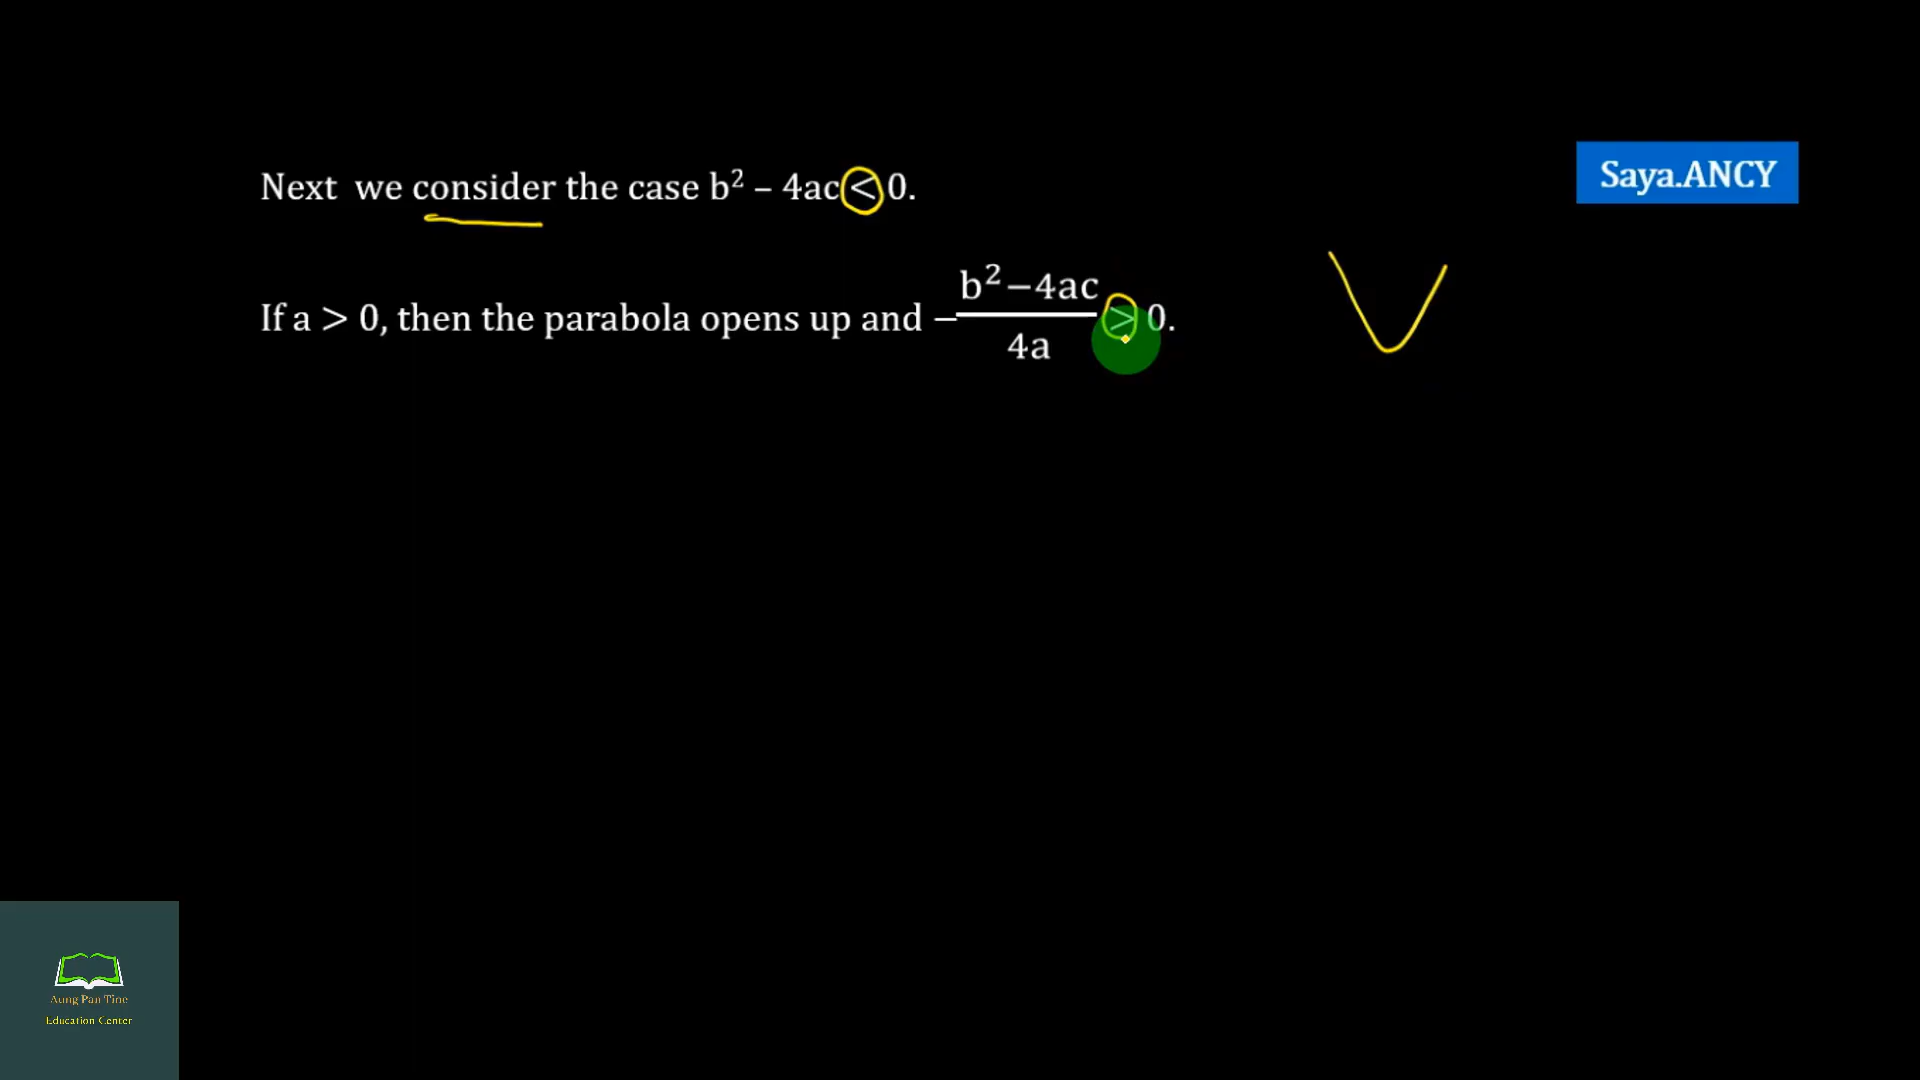 Next we consider the case b² – 4ac < 0.
Saya.ANCY
If a > 0, then the parabola opens up and −(b²−4ac)/4a > 0.
Aung Pan Tine
Education Center